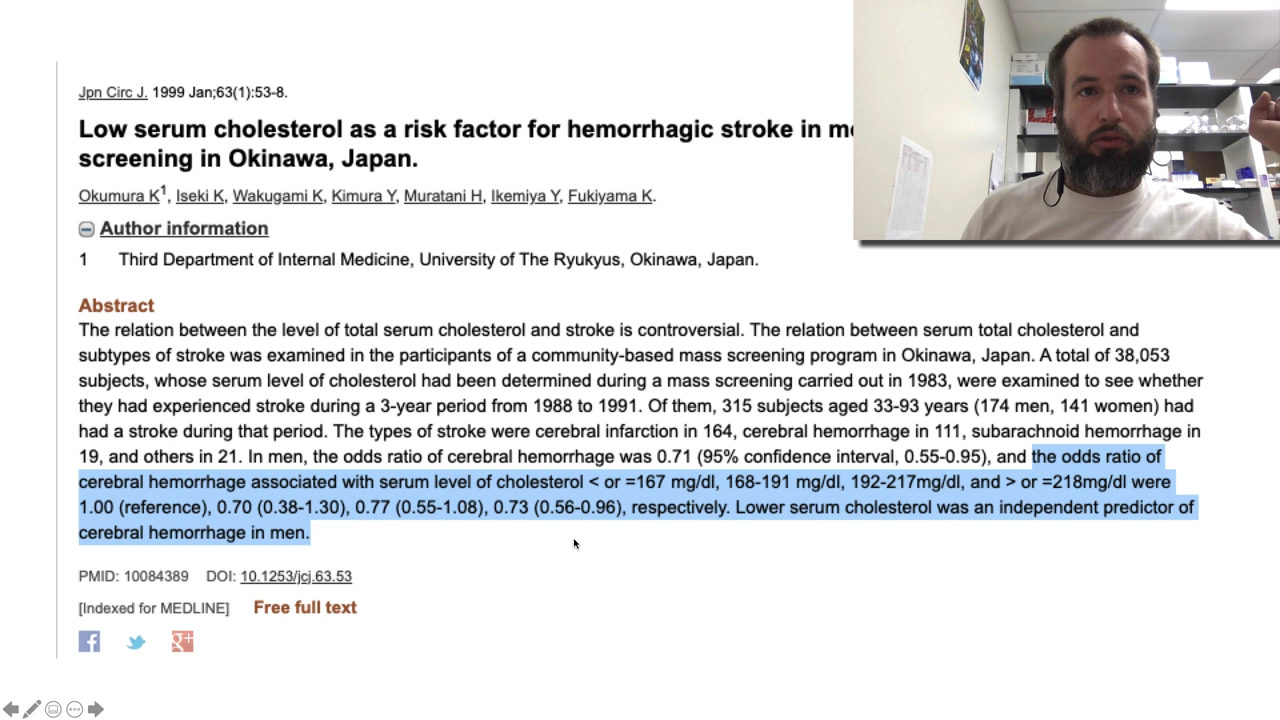 Jpn Circ J. 1999 Jan;63(1):53-8.
Low serum cholesterol as a risk factor for hemorrhagic stroke in
screening in Okinawa, Japan.
Okumura K1, Iseki K, Wakugami K, Kimura Y, Muratani H, Ikemiya Y, Fukiyama K.
Author information
1 Third Department of Internal Medicine, University of The Ryukyus, Okinawa, Japan.
Abstract
The relation between the level of total serum cholesterol and stroke is controversial. The relation between serum total cholesterol and
subtypes of stroke was examined in the participants of a community-based mass screening program in Okinawa, Japan. A total of 38,053
subjects, whose serum level of cholesterol had been determined during a mass screening carried out in 1983, were examined to see whether
they had experienced stroke during a 3-year period from 1988 to 1991. Of them, 315 subjects aged 33-93 years (174 men, 141 women) had
had a stroke during that period. The types of stroke were cerebral infarction in 164, cerebral hemorrhage in 111, subarachnoid hemorrhage in
19, and others in 21. In men, the odds ratio of cerebral hemorrhage was 0.71 (95% confidence interval, 0.55-0.95), and the odds ratio of
cerebral hemorrhage associated with serum level of cholesterol < or =167 mg/dl, 168-191 mg/dl, 192-217mg/dl, and > or =218mg/dl were
1.00 (reference), 0.70 (0.38-1.30), 0.77 (0.55-1.08), 0.73 (0.56-0.96), respectively. Lower serum cholesterol was an independent predictor of
cerebral hemorrhage in men.
PMID: 10084389 DOI: 10.1253/jcj.63.53
[Indexed for MEDLINE] Free full text